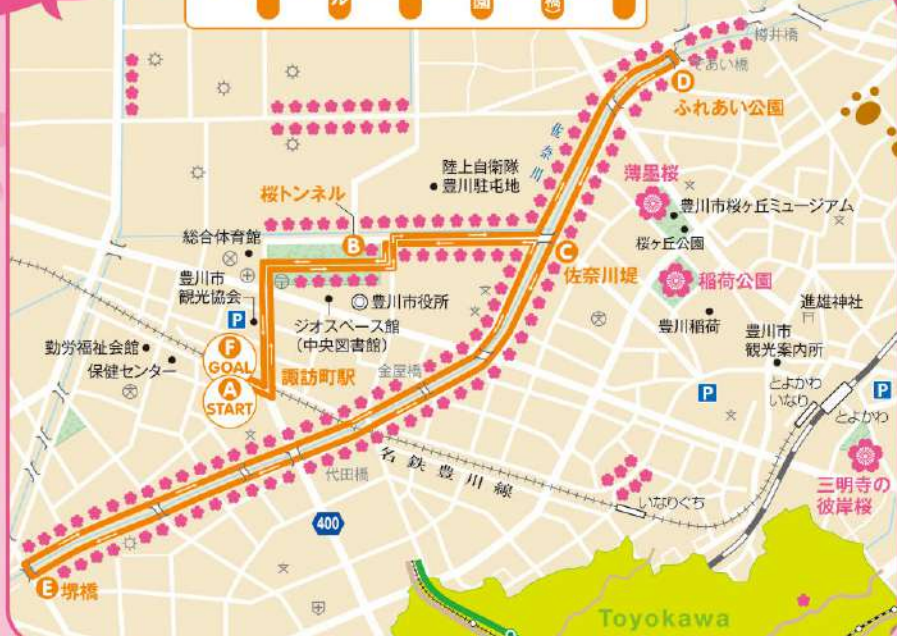 ル
園
橋
樽井橋
であい橋
D
ふれあい公園
佐奈川
陸上自衛隊
豊川駐屯地
薄墨桜
豊川市桜ヶ丘ミュージアム
桜ヶ丘公園
桜トンネル
B
総合体育館
C
佐奈川堤
稲荷公園
豊川市
観光協会
豊川市役所
ジオスペース館
(中央図書館)
P
豊川稲荷
進雄神社
豊川市
観光案内所
勤労福祉会館
保健センター
F
GOAL
A
START
諏訪町駅
金屋橋
とよかわ
いなり
P
P
とよかわ
代田橋
名鉄豊川線
いなりぐち
三明寺の
彼岸桜
400
E
堺橋
Toyokawa